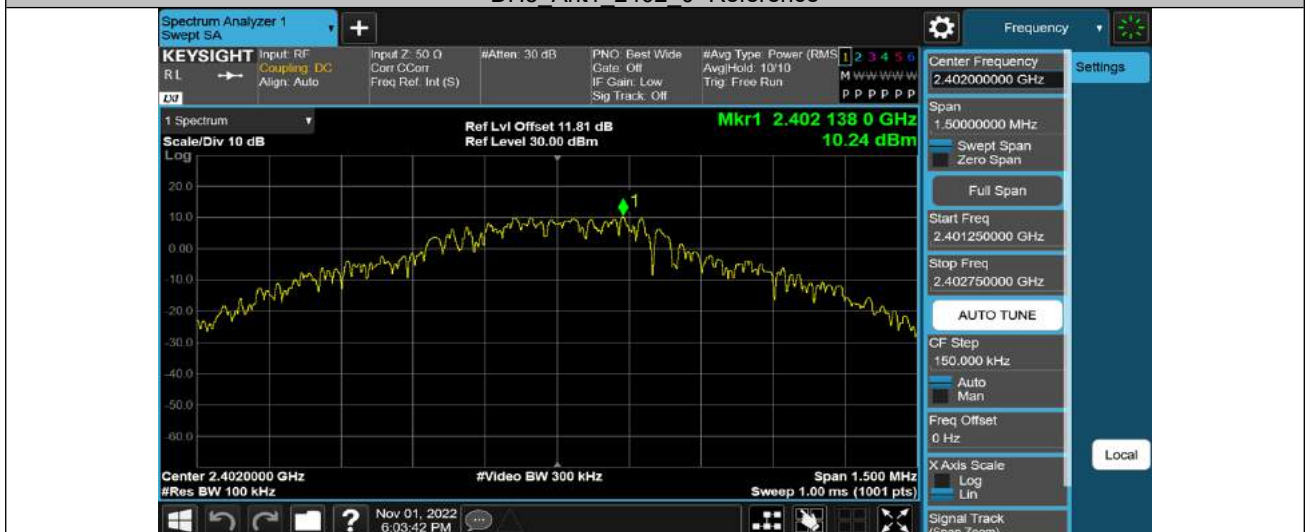 Spectrum Analyzer 1
Swept SA
Frequency
KEYSIGHT
RL
LXI
Input: RF
Coupling: DC
Align: Auto
Input Z: 50 Ω
Corr CCorr
Freq Ref: Int (S)
#Atten: 30 dB
PNO: Best Wide
Gate: Off
IF Gain: Low
Sig Track: Off
#Avg Type: Power (RMS
Avg|Hold: 10/10
Trig: Free Run
1 2 3 4 5 6
M W W W W W
P P P P P P
1 Spectrum
Scale/Div 10 dB
Log
Ref Lvl Offset 11.81 dB
Ref Level 30.00 dBm
Mkr1 2.402 138 0 GHz
10.24 dBm
1
20.0
10.0
0.00
-10.0
-20.0
-30.0
-40.0
-50.0
-60.0
Center 2.4020000 GHz
#Res BW 100 kHz
#Video BW 300 kHz
Span 1.500 MHz
Sweep 1.00 ms (1001 pts)
Nov 01, 2022
6:03:42 PM
Center Frequency
2.402000000 GHz
Settings
Span
1.50000000 MHz
Swept Span
Zero Span
Full Span
Start Freq
2.401250000 GHz
Stop Freq
2.402750000 GHz
AUTO TUNE
CF Step
150.000 kHz
Auto
Man
Freq Offset
0 Hz
X Axis Scale
Log
Lin
Local
Signal Track
(Span Zoom)